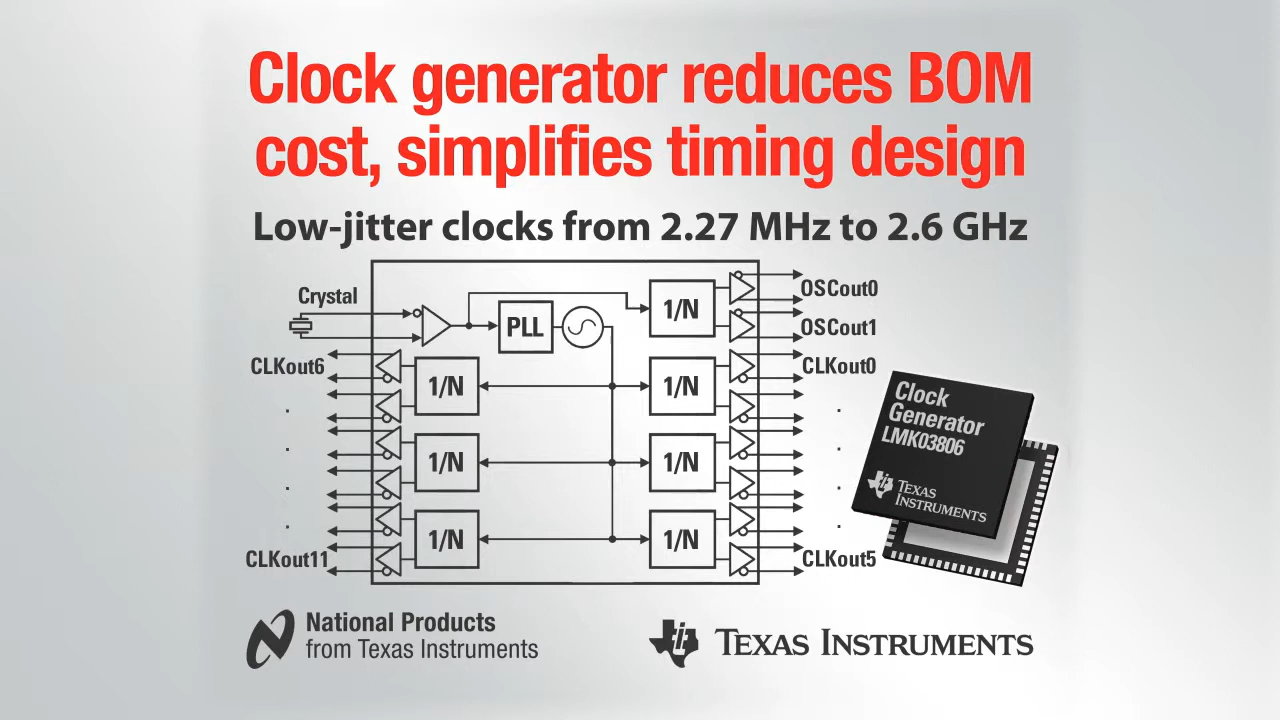 Clock generator reduces BOM
cost, simplifies timing design
Low-jitter clocks from 2.27 MHz to 2.6 GHz
Crystal
PLL
1/N
OSCout0
OSCout1
CLKout6
1/N
1/N
CLKout0
1/N
1/N
1/N
1/N
CLKout11
CLKout5
Clock
Generator
LMK03806
TEXAS
INSTRUMENTS
National Products
from Texas Instruments
TEXAS INSTRUMENTS